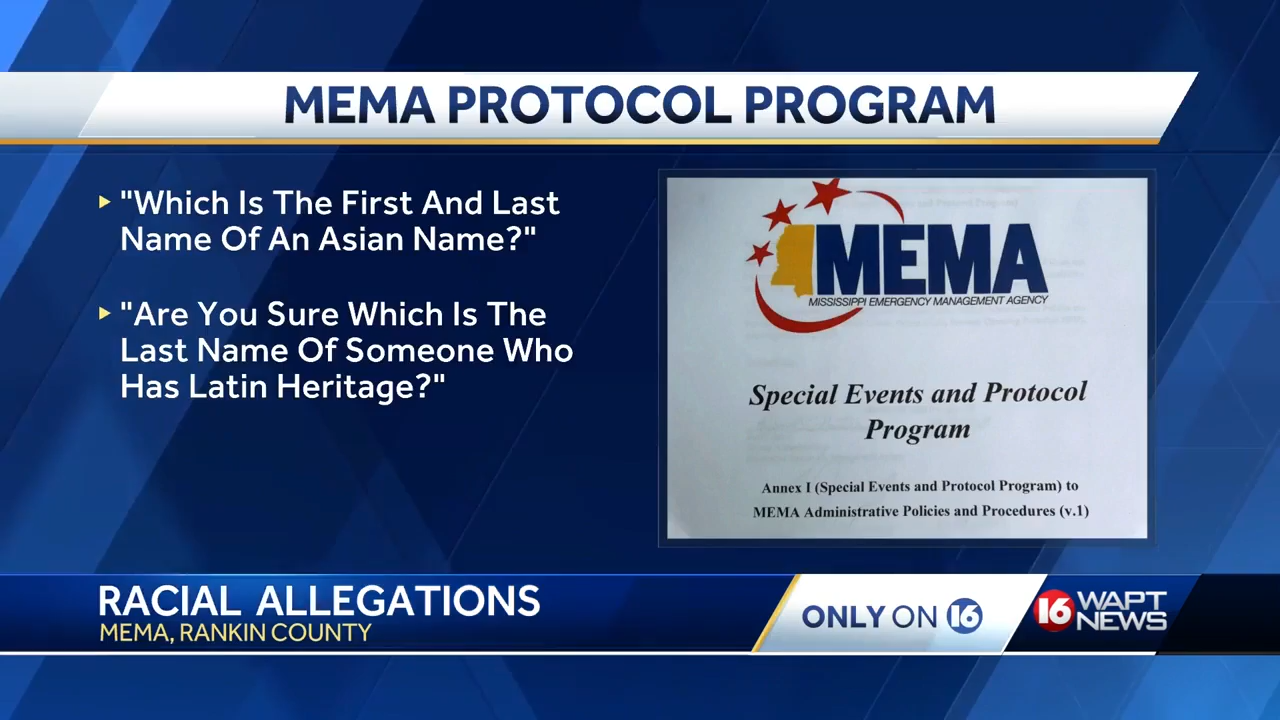 MEMA PROTOCOL PROGRAM
"Which Is The First And Last
Name Of An Asian Name?"
"Are You Sure Which Is The
Last Name Of Someone Who
Has Latin Heritage?"
MEMA
MISSISSIPPI EMERGENCY MANAGEMENT AGENCY
Special Events and Protocol
Program
Annex I (Special Events and Protocol Program) to
MEMA Administrative Policies and Procedures (v.1)
RACIAL ALLEGATIONS
MEMA, RANKIN COUNTY
ONLY ON 16
16 WAPT
NEWS